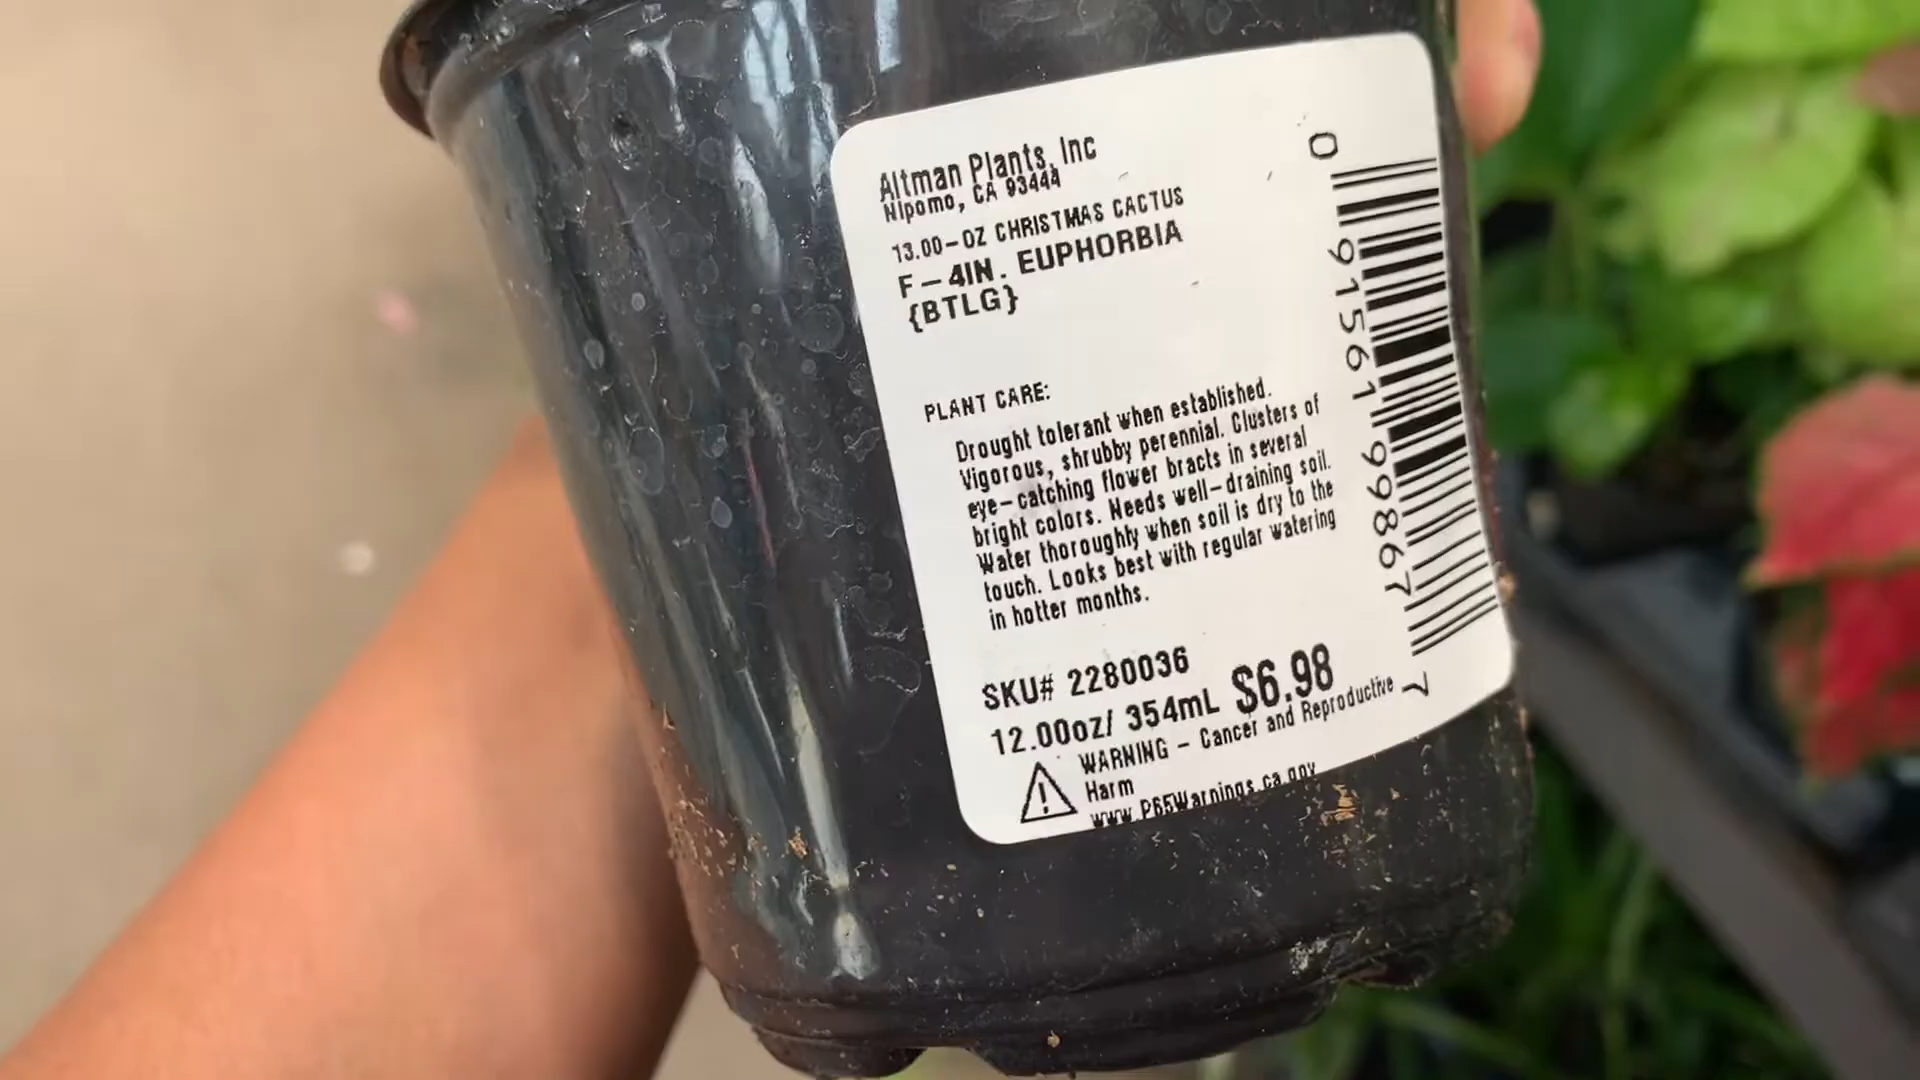 Altman Plants, Inc
Nipomo, CA 93444
13.00-OZ CHRISTMAS CACTUS
F-4IN. EUPHORBIA
{BTLG}
PLANT CARE:
Drought tolerant when established.
Vigorous, shrubby perennial. Clusters of
eye-catching flower bracts in several
bright colors. Needs well-draining soil.
Water thoroughly when soil is dry to the
touch. Looks best with regular watering
in hotter months.
SKU# 2280036
12.00oz/ 354mL $6.98
WARNING - Cancer and Reproductive
Harm
www.P65Warnings.ca.gov
0 91561 99867 7